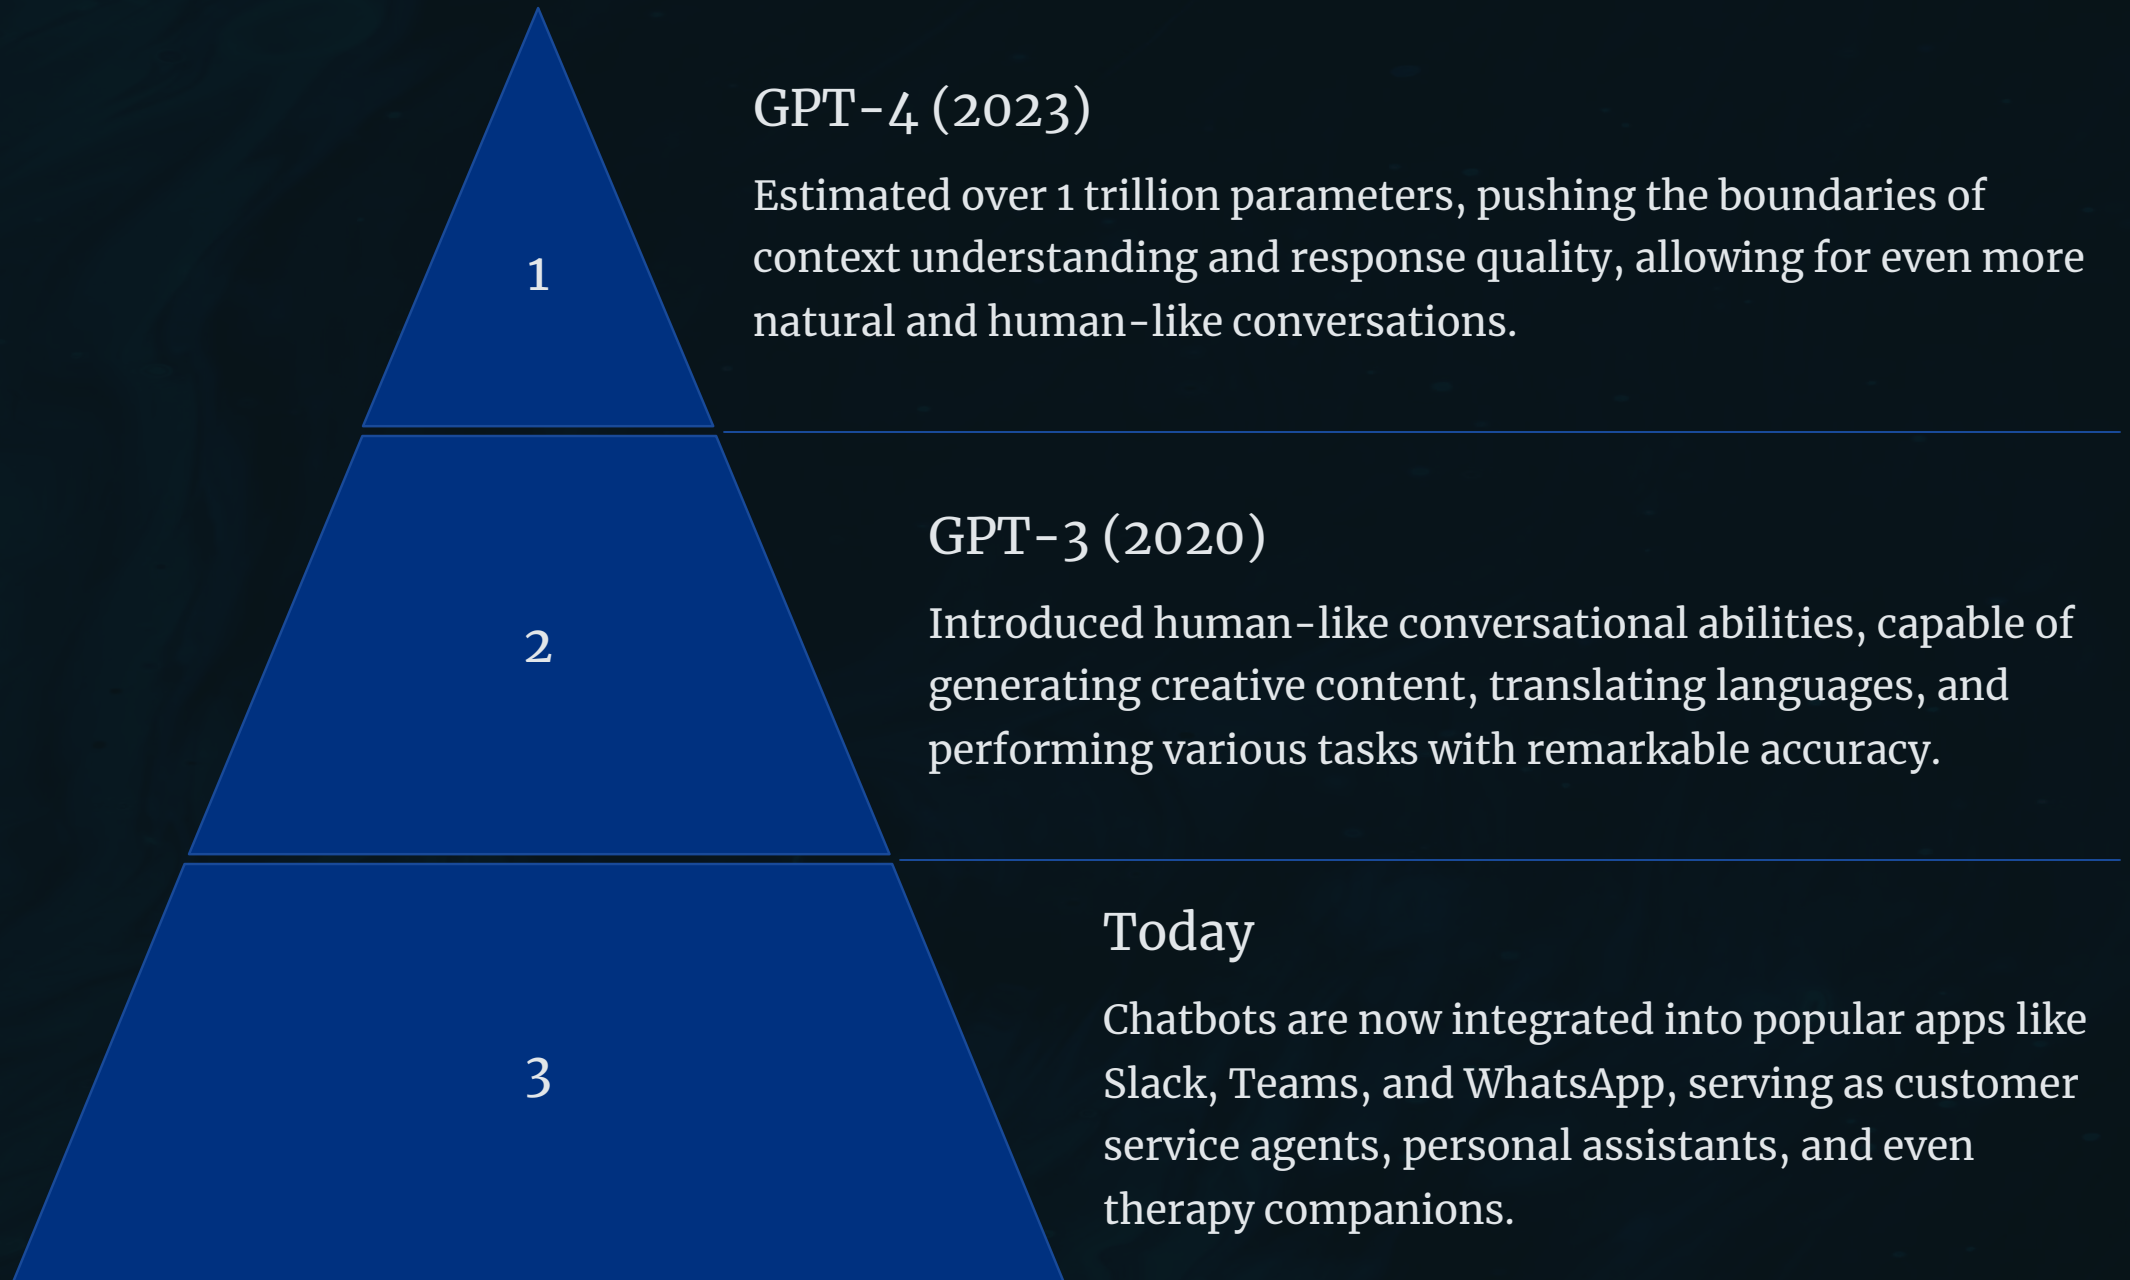 1
GPT-4 (2023)
Estimated over 1 trillion parameters, pushing the boundaries of
context understanding and response quality, allowing for even more
natural and human-like conversations.
2
GPT-3 (2020)
Introduced human-like conversational abilities, capable of
generating creative content, translating languages, and
performing various tasks with remarkable accuracy.
3
Today
Chatbots are now integrated into popular apps like
Slack, Teams, and WhatsApp, serving as customer
service agents, personal assistants, and even
therapy companions.